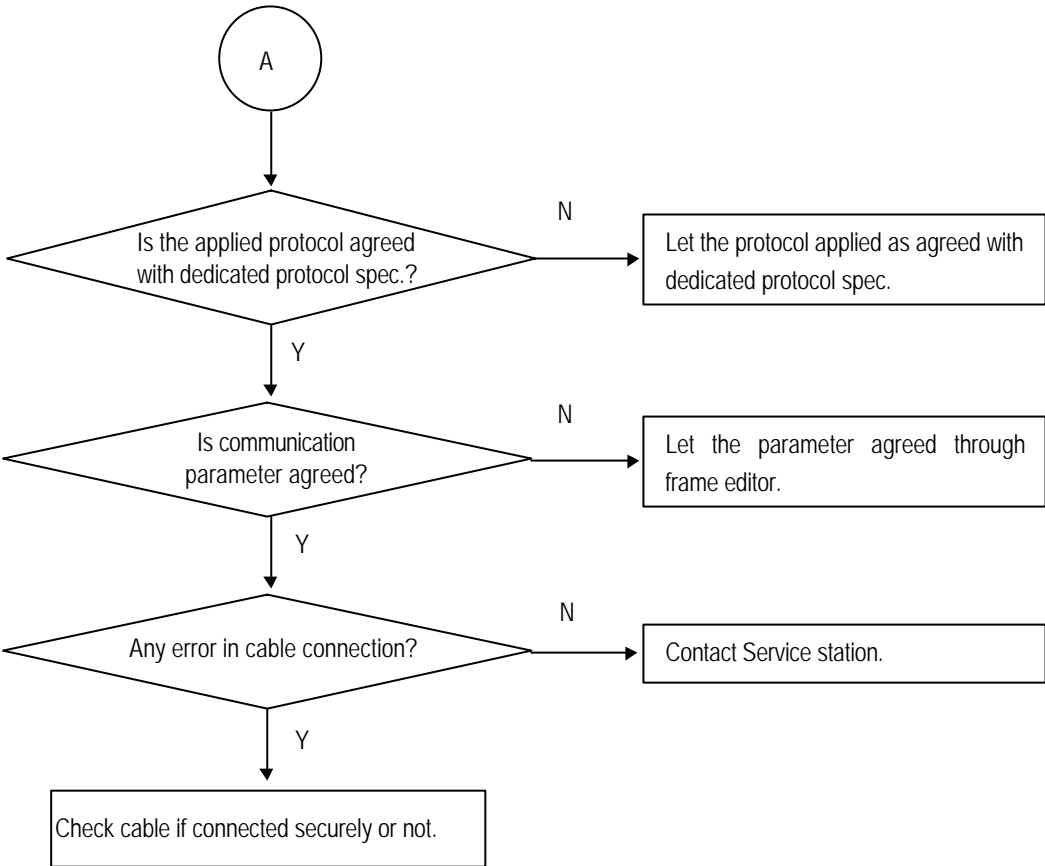 A
Is the applied protocol agreed
with dedicated protocol spec.?
N
Let the protocol applied as agreed with
dedicated protocol spec.
Y
Is communication
parameter agreed?
N
Let the parameter agreed through
frame editor.
Y
Any error in cable connection?
N
Contact Service station.
Y
Check cable if connected securely or not.